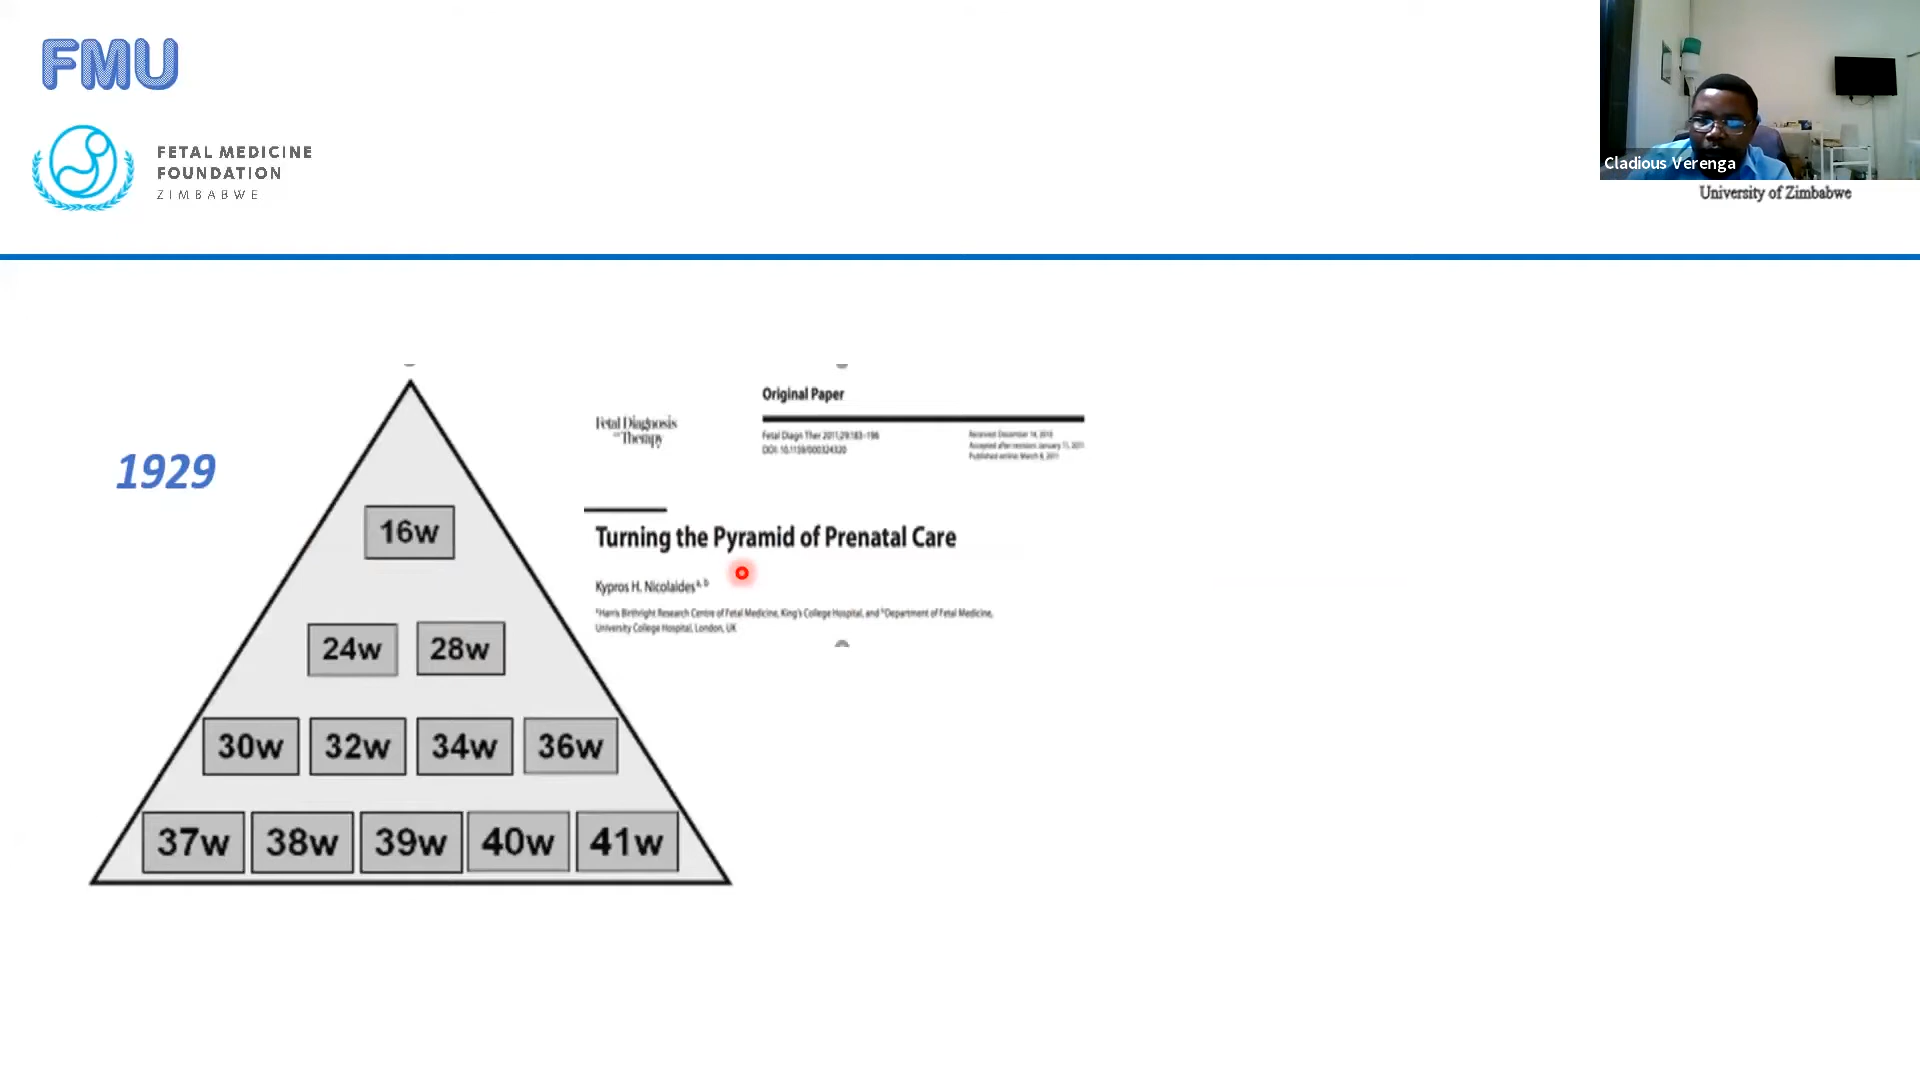 FMU
FETAL MEDICINE
FOUNDATION
ZIMBABWE
Cladious Verenga
University of Zimbabwe
1929
16w
24w 28w
30w 32w 34w 36w
37w 38w 39w 40w 41w
Original Paper
Fetal Diagnosis
and Therapy
Fetal Diagn Ther 2011;29:183–196
DOI: 10.1159/000324320
Received: December 14, 2010
Accepted after revision: January 11, 2011
Published online: March 8, 2011
Turning the Pyramid of Prenatal Care
Kypros H. Nicolaides a, b
a Harris Birthright Research Centre of Fetal Medicine, King's College Hospital, and b Department of Fetal Medicine,
University College Hospital, London, UK